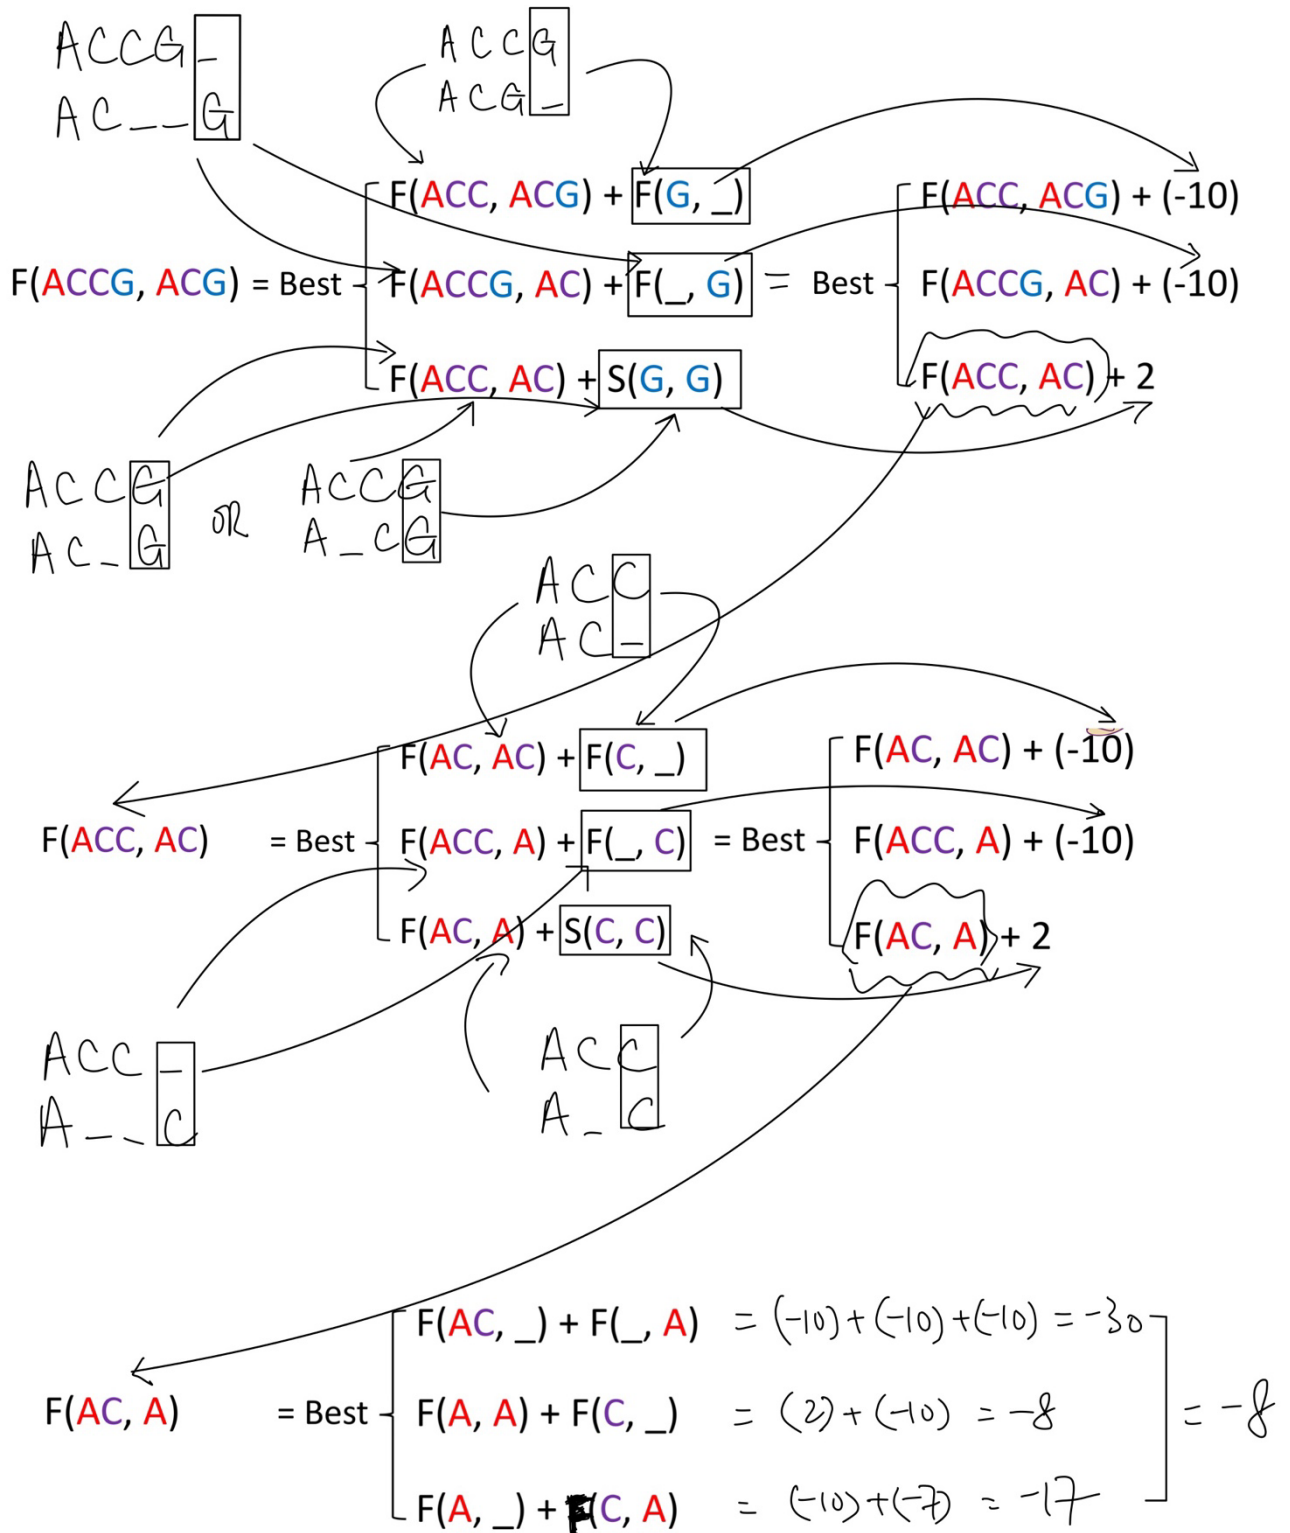 ACCG_
AC__G
ACCG
ACG_
F(ACCG, ACG) = Best
F(ACC, ACG) + F(G, _)
F(ACCG, AC) + F(_, G)
F(ACC, AC) + S(G, G)
= Best
F(ACC, ACG) + (-10)
F(ACCG, AC) + (-10)
F(ACC, AC) + 2
ACCG
AC_G
OR
ACCG
A_CG
ACC
AC-
F(ACC, AC) = Best
F(AC, AC) + F(C, _)
F(ACC, A) + F(_, C)
F(AC, A) + S(C, C)
= Best
F(AC, AC) + (-10)
F(ACC, A) + (-10)
F(AC, A) + 2
ACC-
A__C
ACC
A_C
F(AC, A) = Best
F(AC, _) + F(_, A) = (-10)+(-10)+(-10) = -30
F(A, A) + F(C, _) = (2)+(-10) = -8
F(A, _) + F(C, A) = (-10)+(-7) = -17
= -8